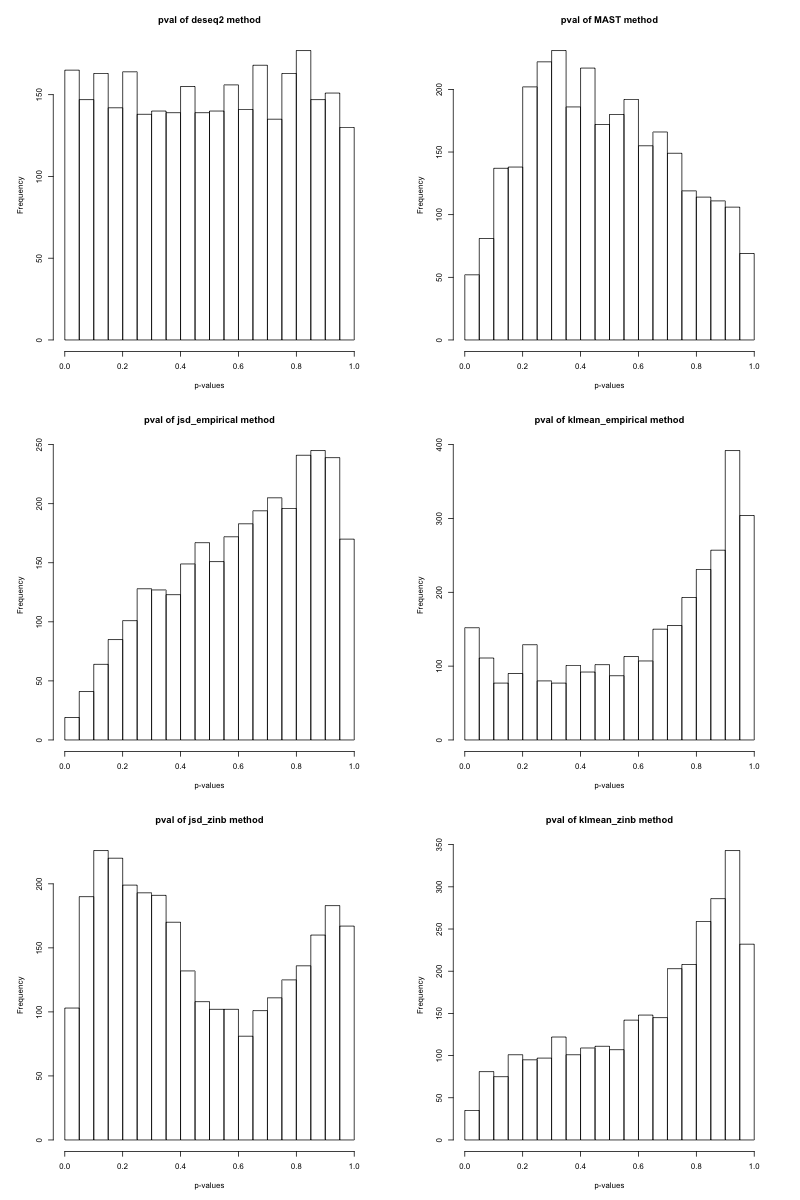 pval of deseq2 method
Frequency
0 50 100 150
0.0 0.2 0.4 0.6 0.8 1.0
p-values
pval of MAST method
Frequency
0 50 100 150 200
0.0 0.2 0.4 0.6 0.8 1.0
p-values
pval of jsd_empirical method
Frequency
0 50 100 150 200 250
0.0 0.2 0.4 0.6 0.8 1.0
p-values
pval of klmean_empirical method
Frequency
0 100 200 300 400
0.0 0.2 0.4 0.6 0.8 1.0
p-values
pval of jsd_zinb method
Frequency
0 50 100 150 200
0.0 0.2 0.4 0.6 0.8 1.0
p-values
pval of klmean_zinb method
Frequency
0 50 100 150 200 250 300 350
0.0 0.2 0.4 0.6 0.8 1.0
p-values